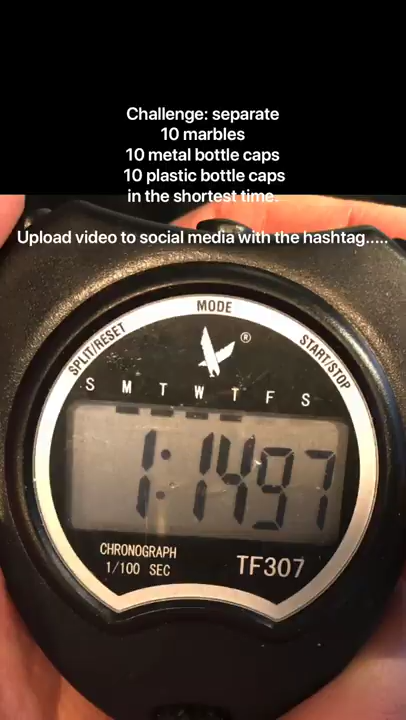 Challenge: separate
10 marbles
10 metal bottle caps
10 plastic bottle caps
in the shortest time.
Upload video to social media with the hashtag.....
MODE
SPLIT/RESET
START/STOP
®
S M T W T F S
1:1497
CHRONOGRAPH
1/100 SEC
TF307